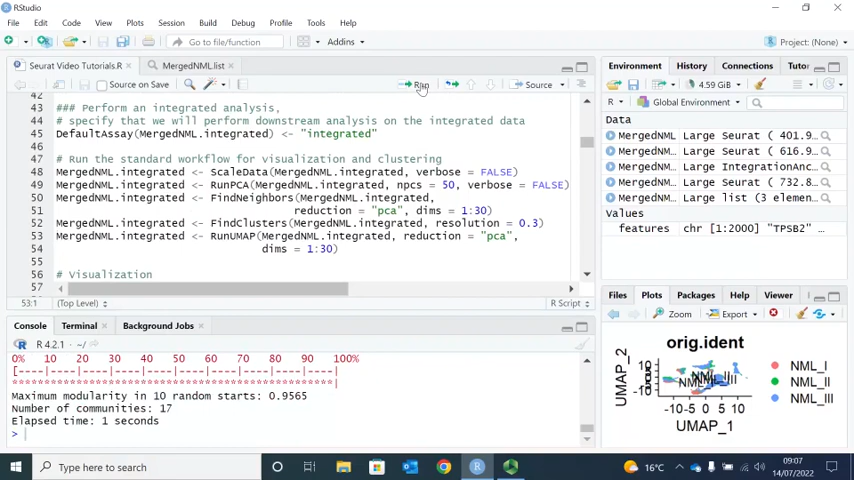 RStudio
File Edit Code View Plots Session Build Debug Profile Tools Help
Go to file/function Addins Project: (None)
Seurat Video Tutorials.R MergedNML.list
Source on Save Run Source
42
43 ### Perform an integrated analysis,
44 # specify that we will perform downstream analysis on the integrated data
45 DefaultAssay(MergedNML.integrated) <- "integrated"
46
47 # Run the standard workflow for visualization and clustering
48 MergedNML.integrated <- ScaleData(MergedNML.integrated, verbose = FALSE)
49 MergedNML.integrated <- RunPCA(MergedNML.integrated, npcs = 50, verbose = FALSE)
50 MergedNML.integrated <- FindNeighbors(MergedNML.integrated,
51 reduction = "pca", dims = 1:30)
52 MergedNML.integrated <- FindClusters(MergedNML.integrated, resolution = 0.3)
53 MergedNML.integrated <- RunUMAP(MergedNML.integrated, reduction = "pca",
54 dims = 1:30)
55
56 # Visualization
57
53:1 (Top Level) R Script
Console Terminal Background Jobs
R 4.2.1 · ~/
0% 10 20 30 40 50 60 70 80 90 100%
[----|----|----|----|----|----|----|----|----|----|
**************************************************|
Maximum modularity in 10 random starts: 0.9565
Number of communities: 17
Elapsed time: 1 seconds
>
Environment History Connections Tutor
4.59 GiB
R Global Environment
Data
MergedNML Large Seurat ( 401.9…
MergedNML… Large Seurat ( 616.9…
MergedNML… Large IntegrationAnc…
MergedNML… Large Seurat ( 732.8…
MergedNML… Large list (3 elemen…
Values
features chr [1:2000] "TPSB2" …
Files Plots Packages Help Viewer
Zoom Export
orig.ident
UMAP_2
10
0
-10
-10 -5 0 5 10
UMAP_1
NML_I
NML_II
NML_III
Type here to search
16°C
09:07
14/07/2022